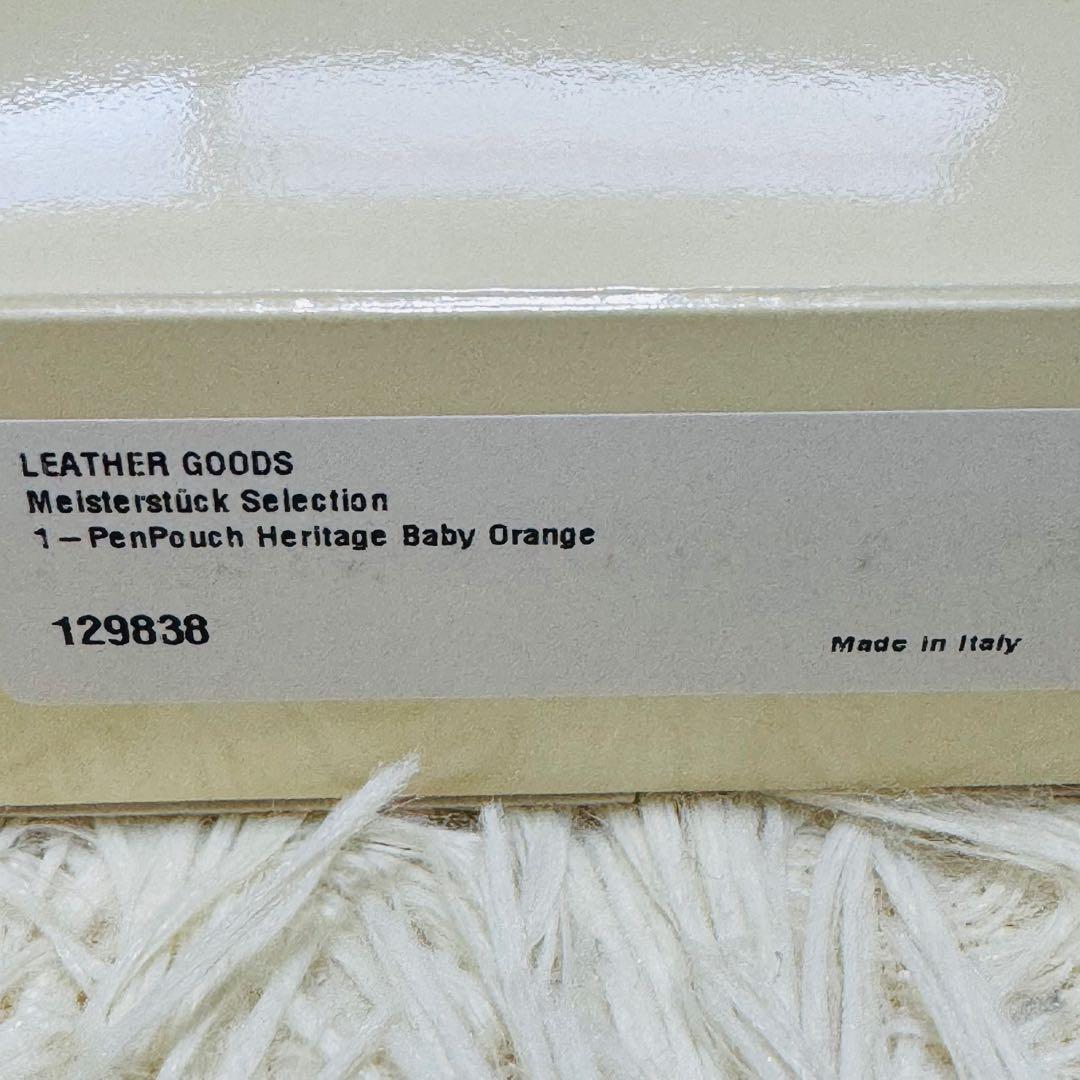 LEATHER GOODS
Meisterstück Selection
1-PenPouch Heritage Baby Orange
129838
Made in Italy